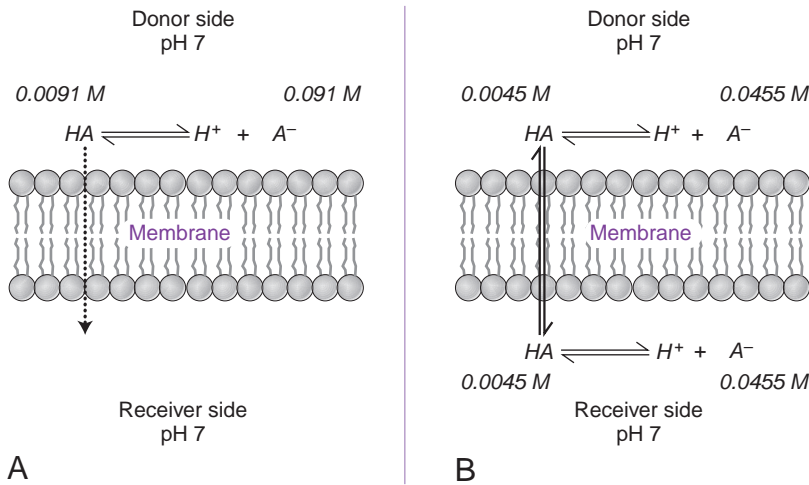 Donor side
pH 7
0.0091 M 0.091 M
HA H⁺ + A⁻
Membrane
Receiver side
pH 7
A
Donor side
pH 7
0.0045 M 0.0455 M
HA H⁺ + A⁻
Membrane
HA H⁺ + A⁻
0.0045 M 0.0455 M
Receiver side
pH 7
B